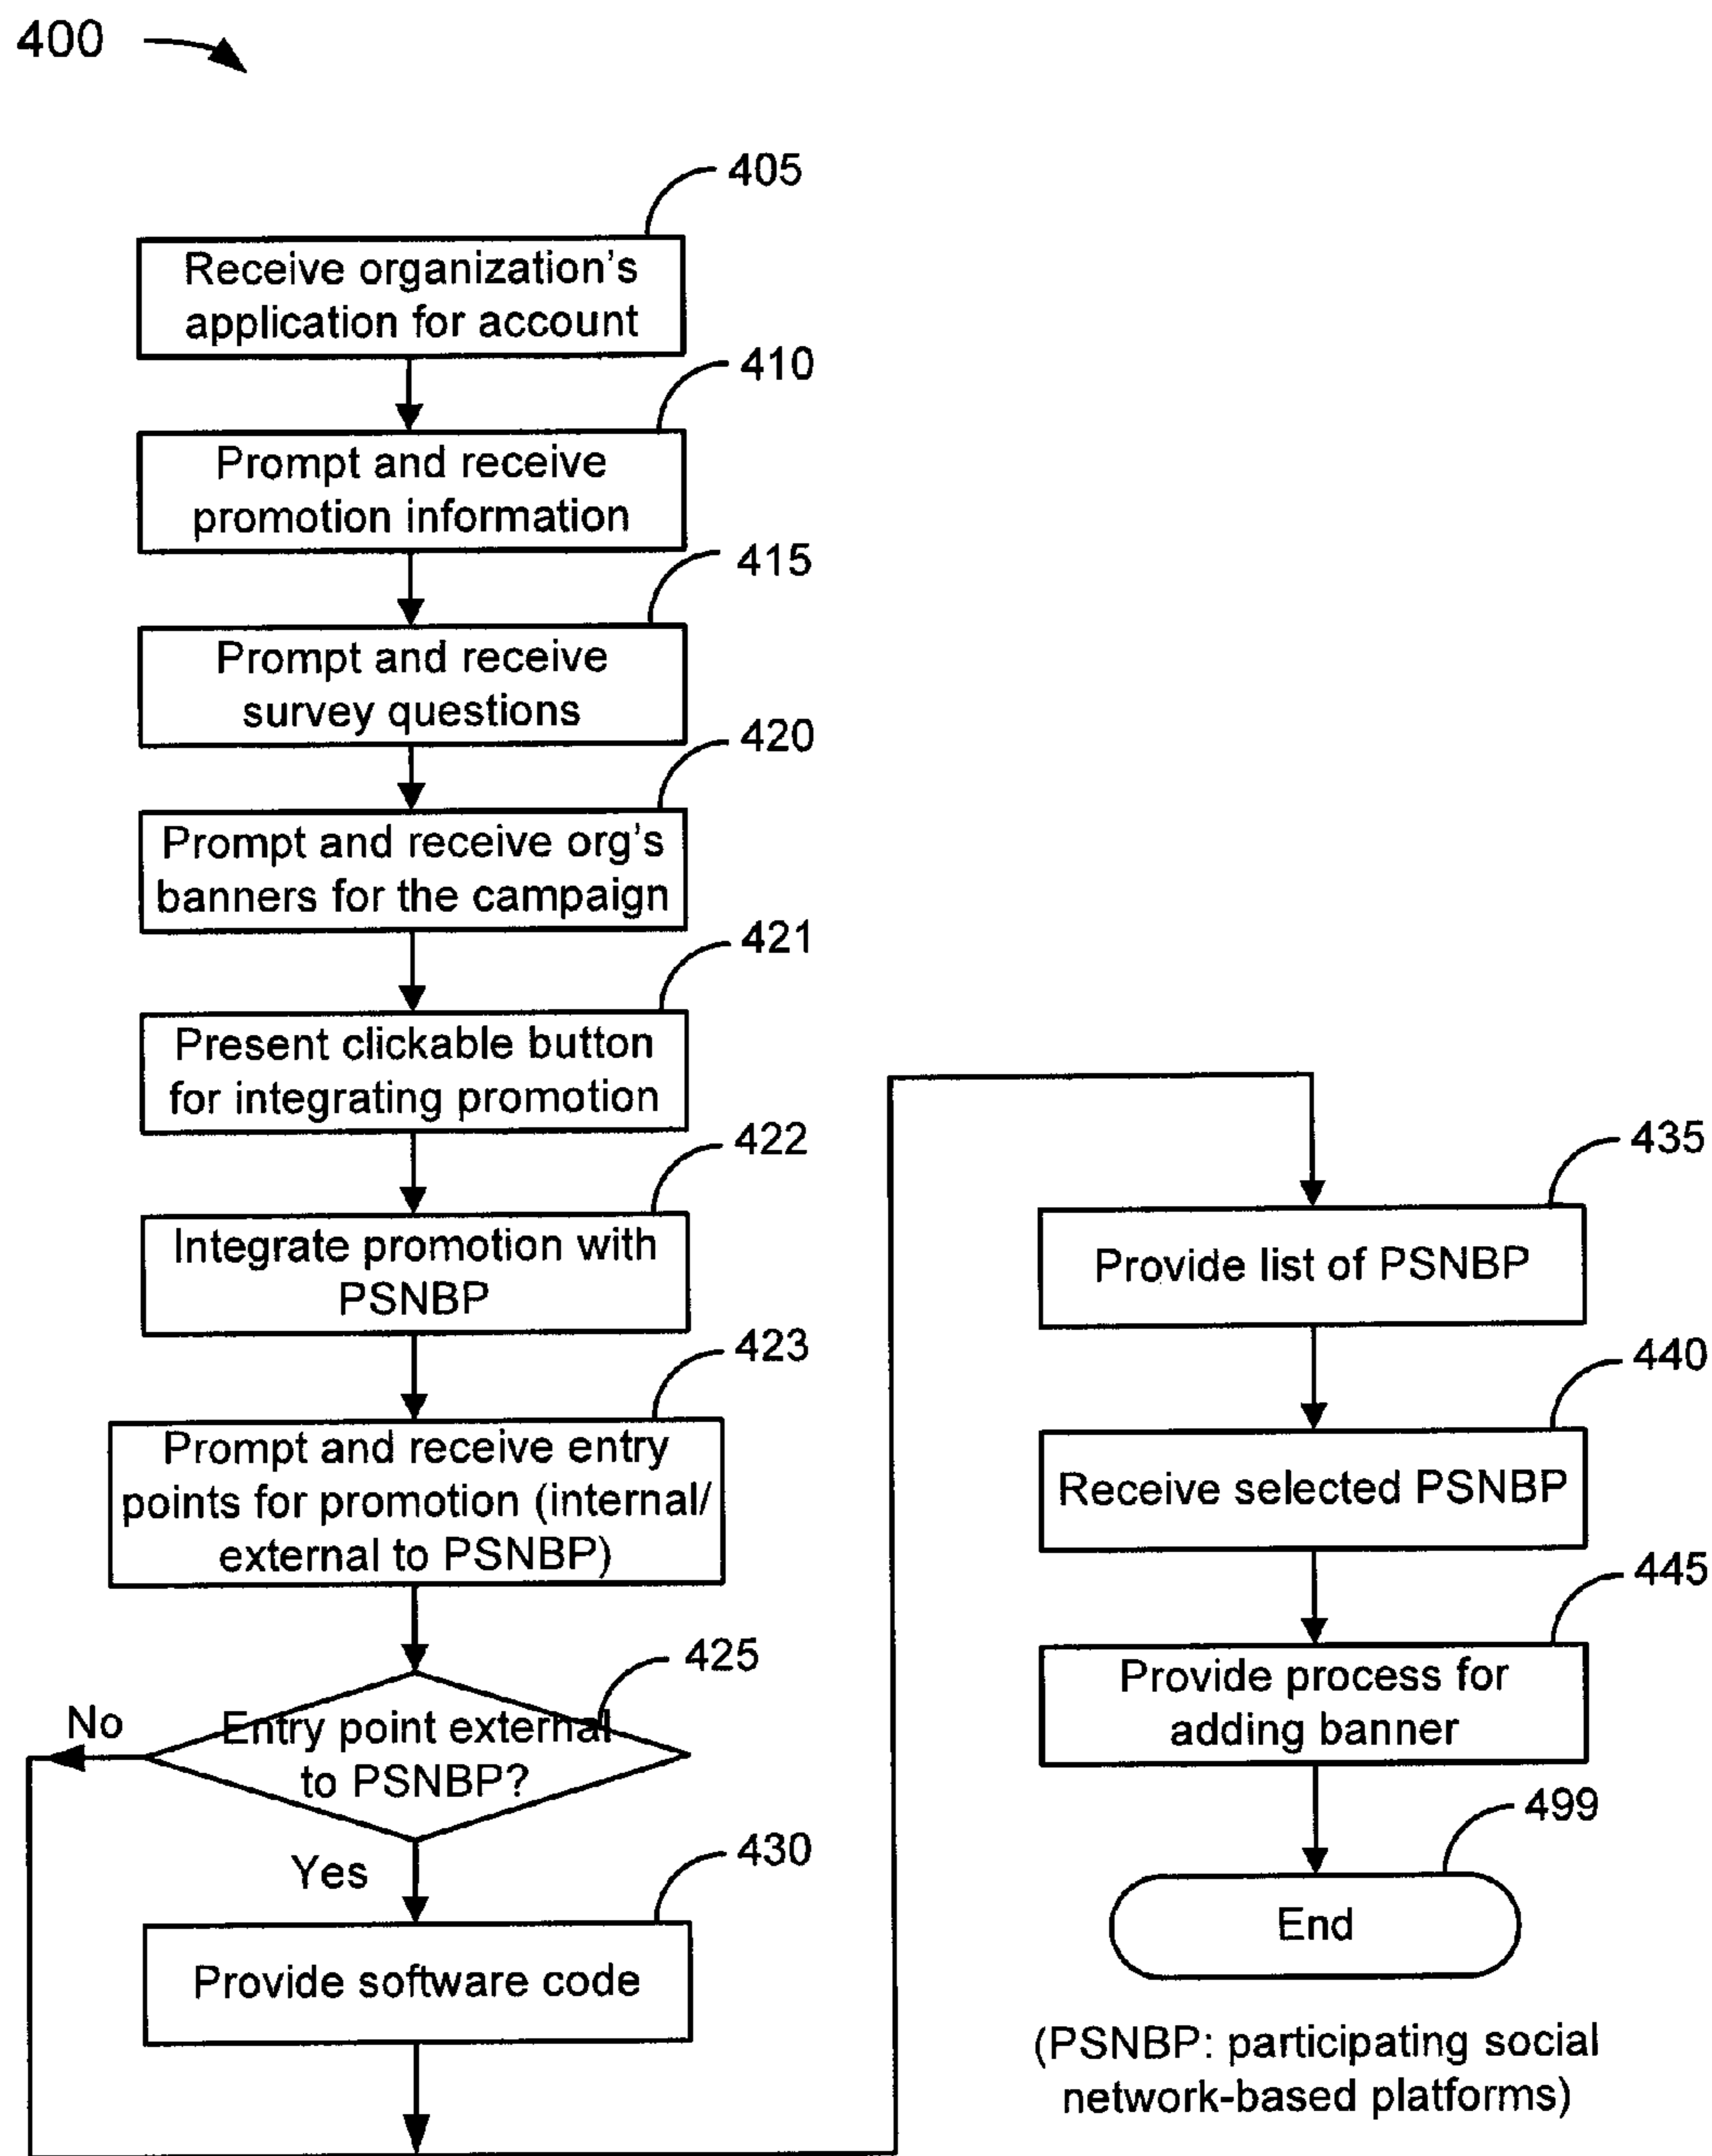 400
405
Receive organization's
application for account
410
Prompt and receive
promotion information
415
Prompt and receive
survey questions
420
Prompt and receive org's
banners for the campaign
421
Present clickable button
for integrating promotion
422
Integrate promotion with
PSNBP
423
Prompt and receive entry
points for promotion (internal/
external to PSNBP)
425
No
Entry point external
to PSNBP?
Yes
430
Provide software code
435
Provide list of PSNBP
440
Receive selected PSNBP
445
Provide process for
adding banner
499
End
(PSNBP: participating social
network-based platforms)